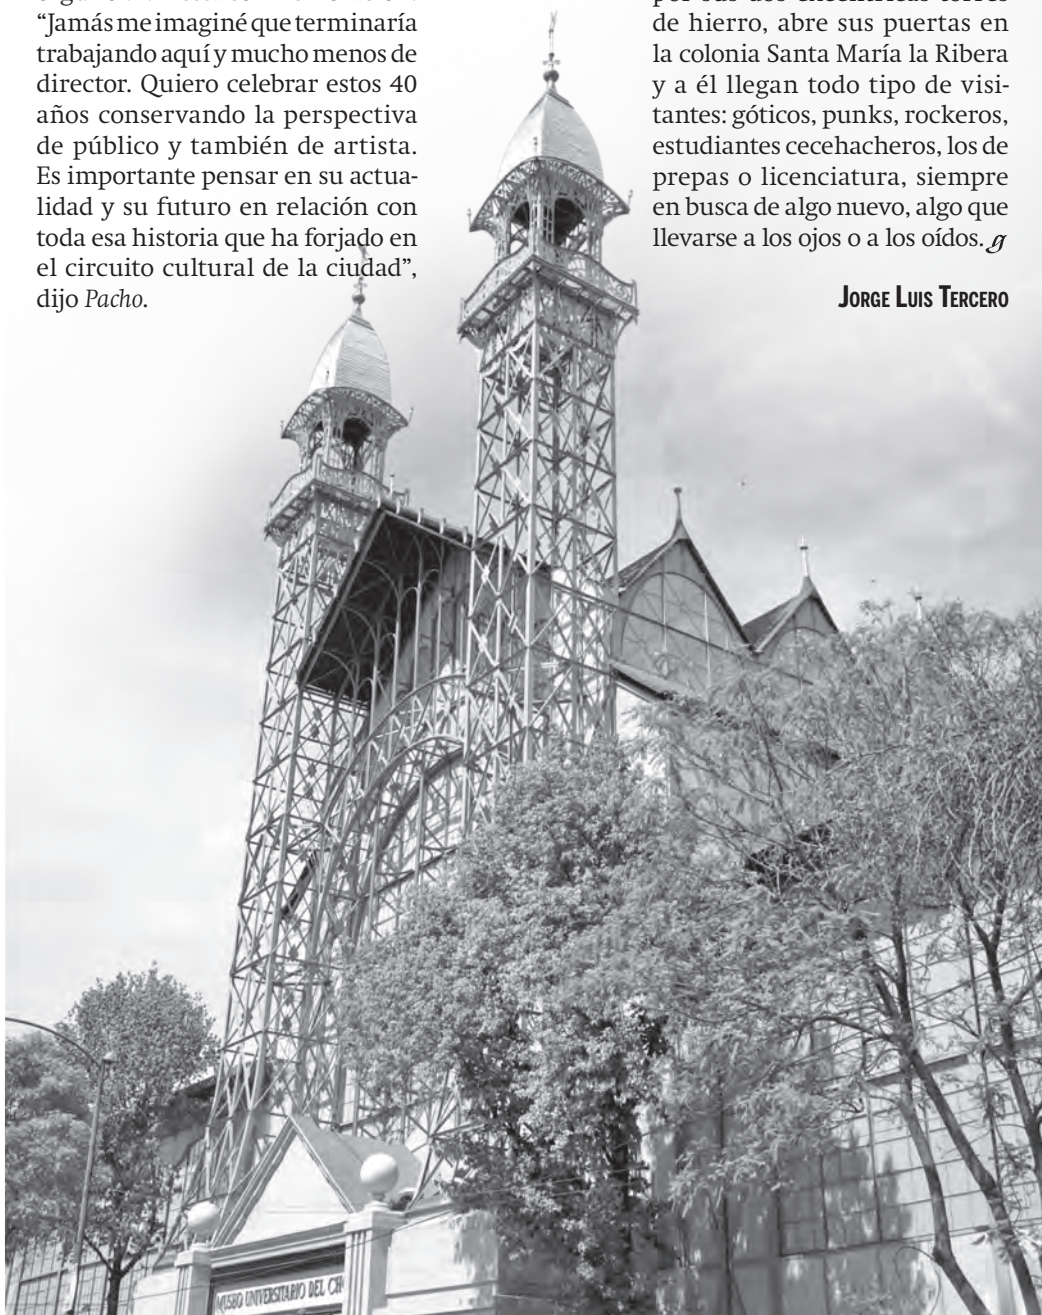 “Jamás me imaginé que terminaría
trabajando aquí y mucho menos de
director. Quiero celebrar estos 40
años conservando la perspectiva
de público y también de artista.
Es importante pensar en su actua-
lidad y su futuro en relación con
toda esa historia que ha forjado en
el circuito cultural de la ciudad”,
dijo Pacho.
por sus dos excéntricas torres
de hierro, abre sus puertas en
la colonia Santa María la Ribera
y a él llegan todo tipo de visi-
tantes: góticos, punks, rockeros,
estudiantes cecehacheros, los de
prepas o licenciatura, siempre
en busca de algo nuevo, algo que
llevarse a los ojos o a los oídos. g
JORGE LUIS TERCERO
MUSEO UNIVERSITARIO DEL CH